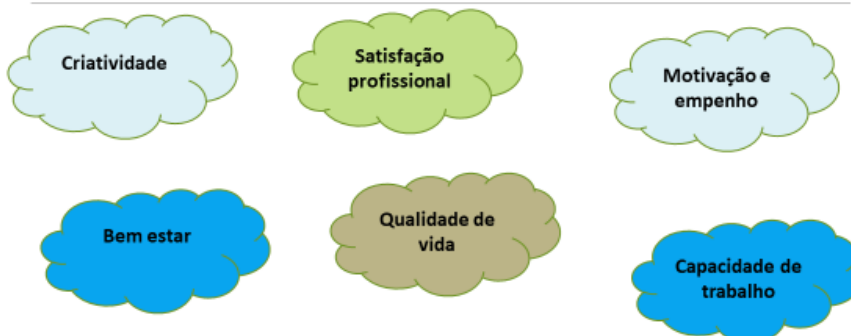 Criatividade
Satisfação
profissional
Motivação e
empenho
Bem estar
Qualidade de
vida
Capacidade de
trabalho